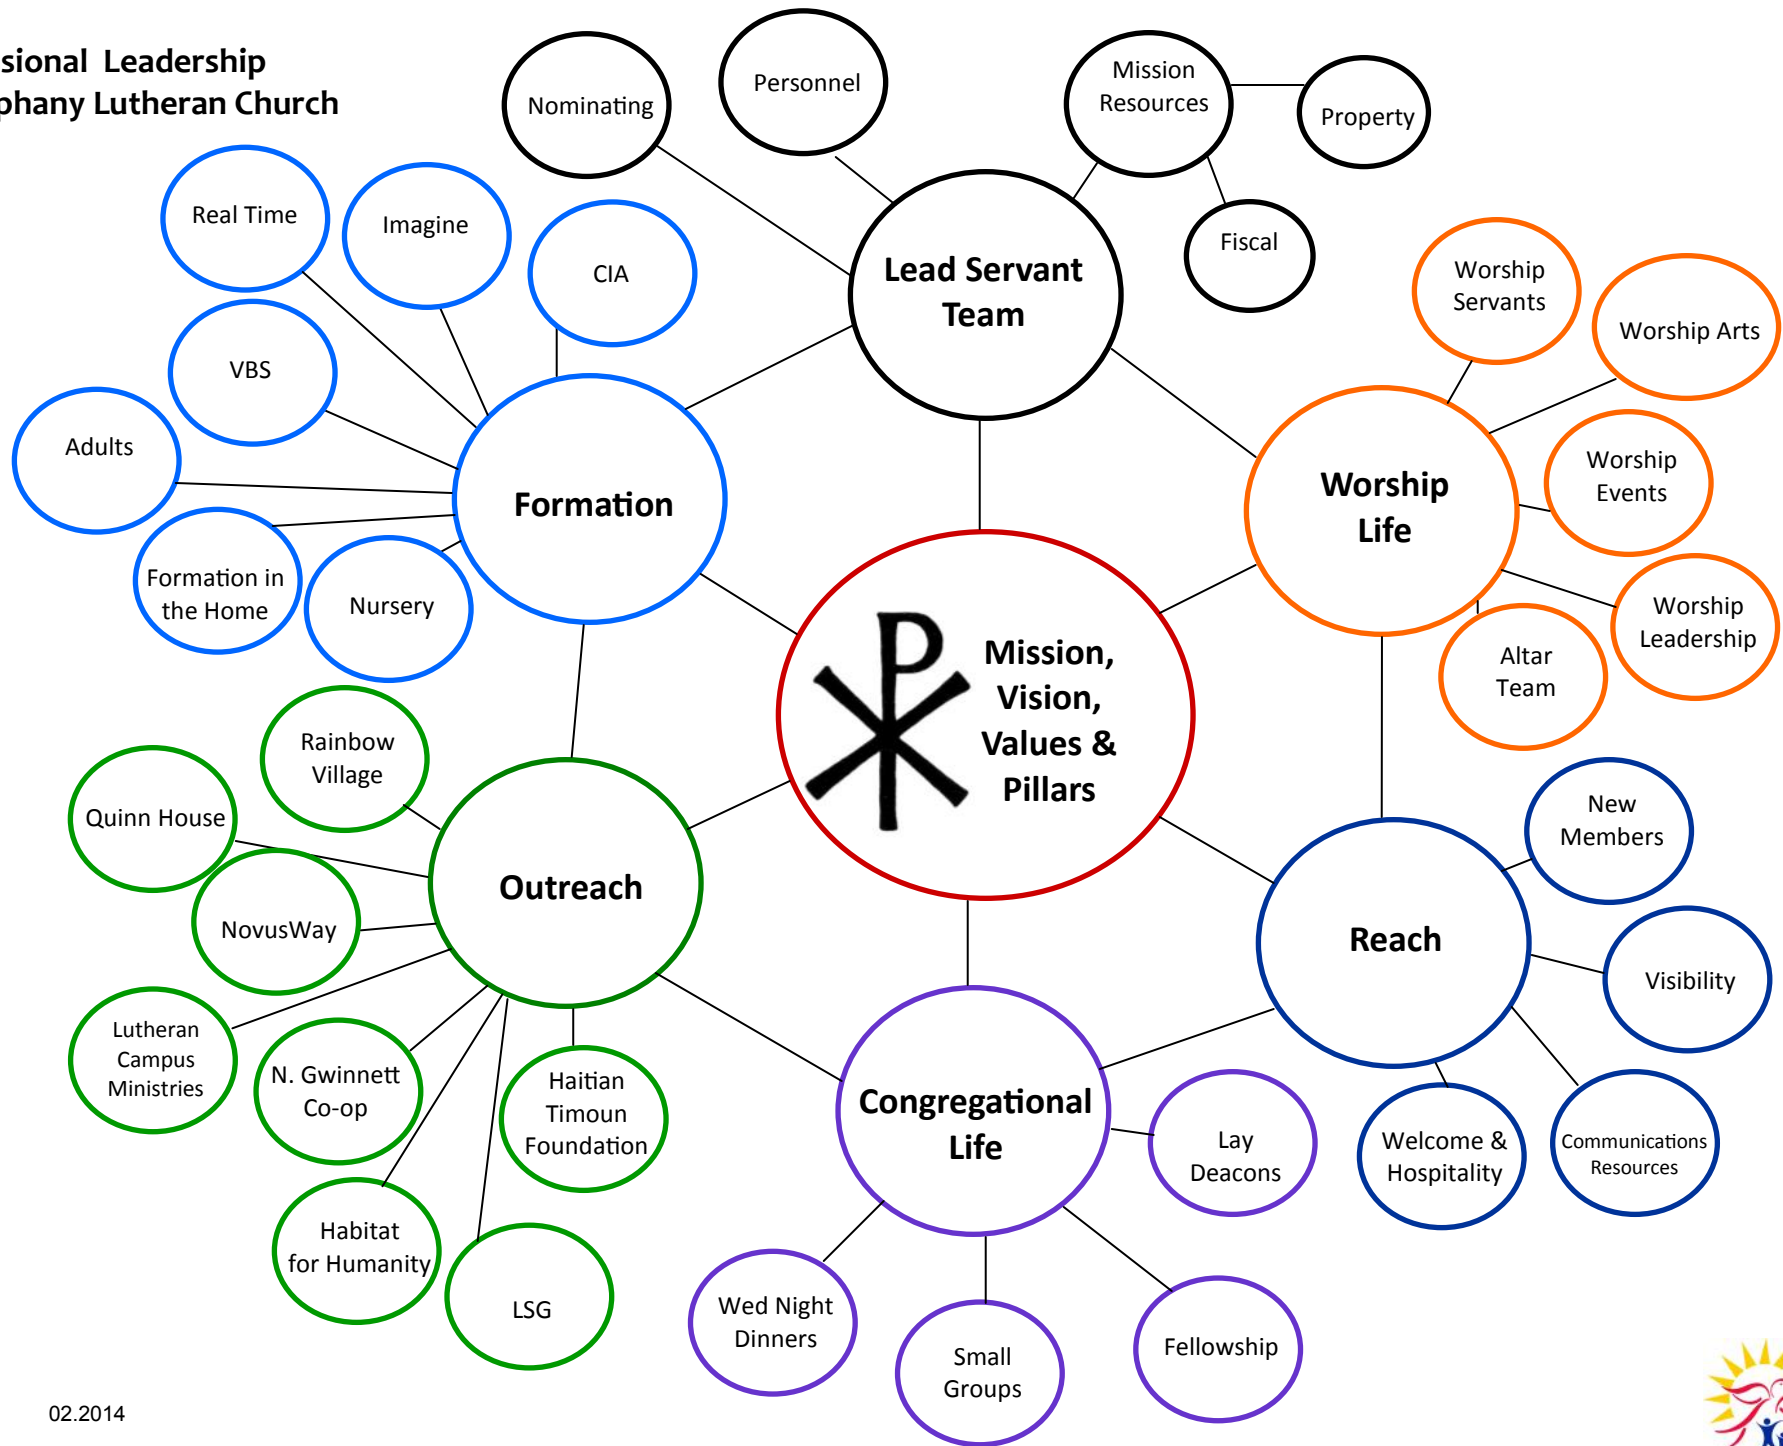 sional Leadership
phany Lutheran Church
Nominating
Personnel
Mission
Resources
Property
Fiscal
Lead Servant
Team
Real Time
Imagine
CIA
VBS
Adults
Formation in
the Home
Nursery
Formation
Worship
Servants
Worship Arts
Worship
Events
Worship
Leadership
Altar
Team
Worship
Life
Mission,
Vision,
Values &
Pillars
Rainbow
Village
Quinn House
NovusWay
Lutheran
Campus
Ministries
N. Gwinnett
Co-op
Haitian
Timoun
Foundation
Habitat
for Humanity
LSG
Outreach
New
Members
Visibility
Communications
Resources
Welcome &
Hospitality
Reach
Congregational
Life
Lay
Deacons
Wed Night
Dinners
Small
Groups
Fellowship
02.2014